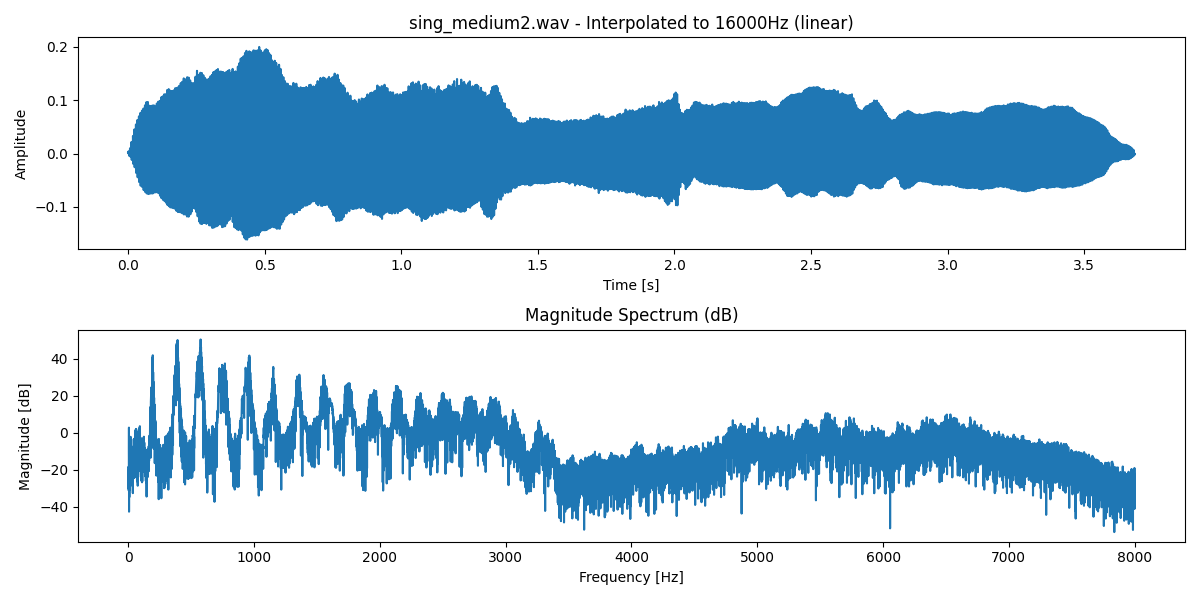 sing_medium2.wav - Interpolated to 16000Hz (linear)
0.2
0.1
0.0
−0.1
Amplitude
0.0 0.5 1.0 1.5 2.0 2.5 3.0 3.5
Time [s]
Magnitude Spectrum (dB)
40
20
0
−20
−40
Magnitude [dB]
0 1000 2000 3000 4000 5000 6000 7000 8000
Frequency [Hz]